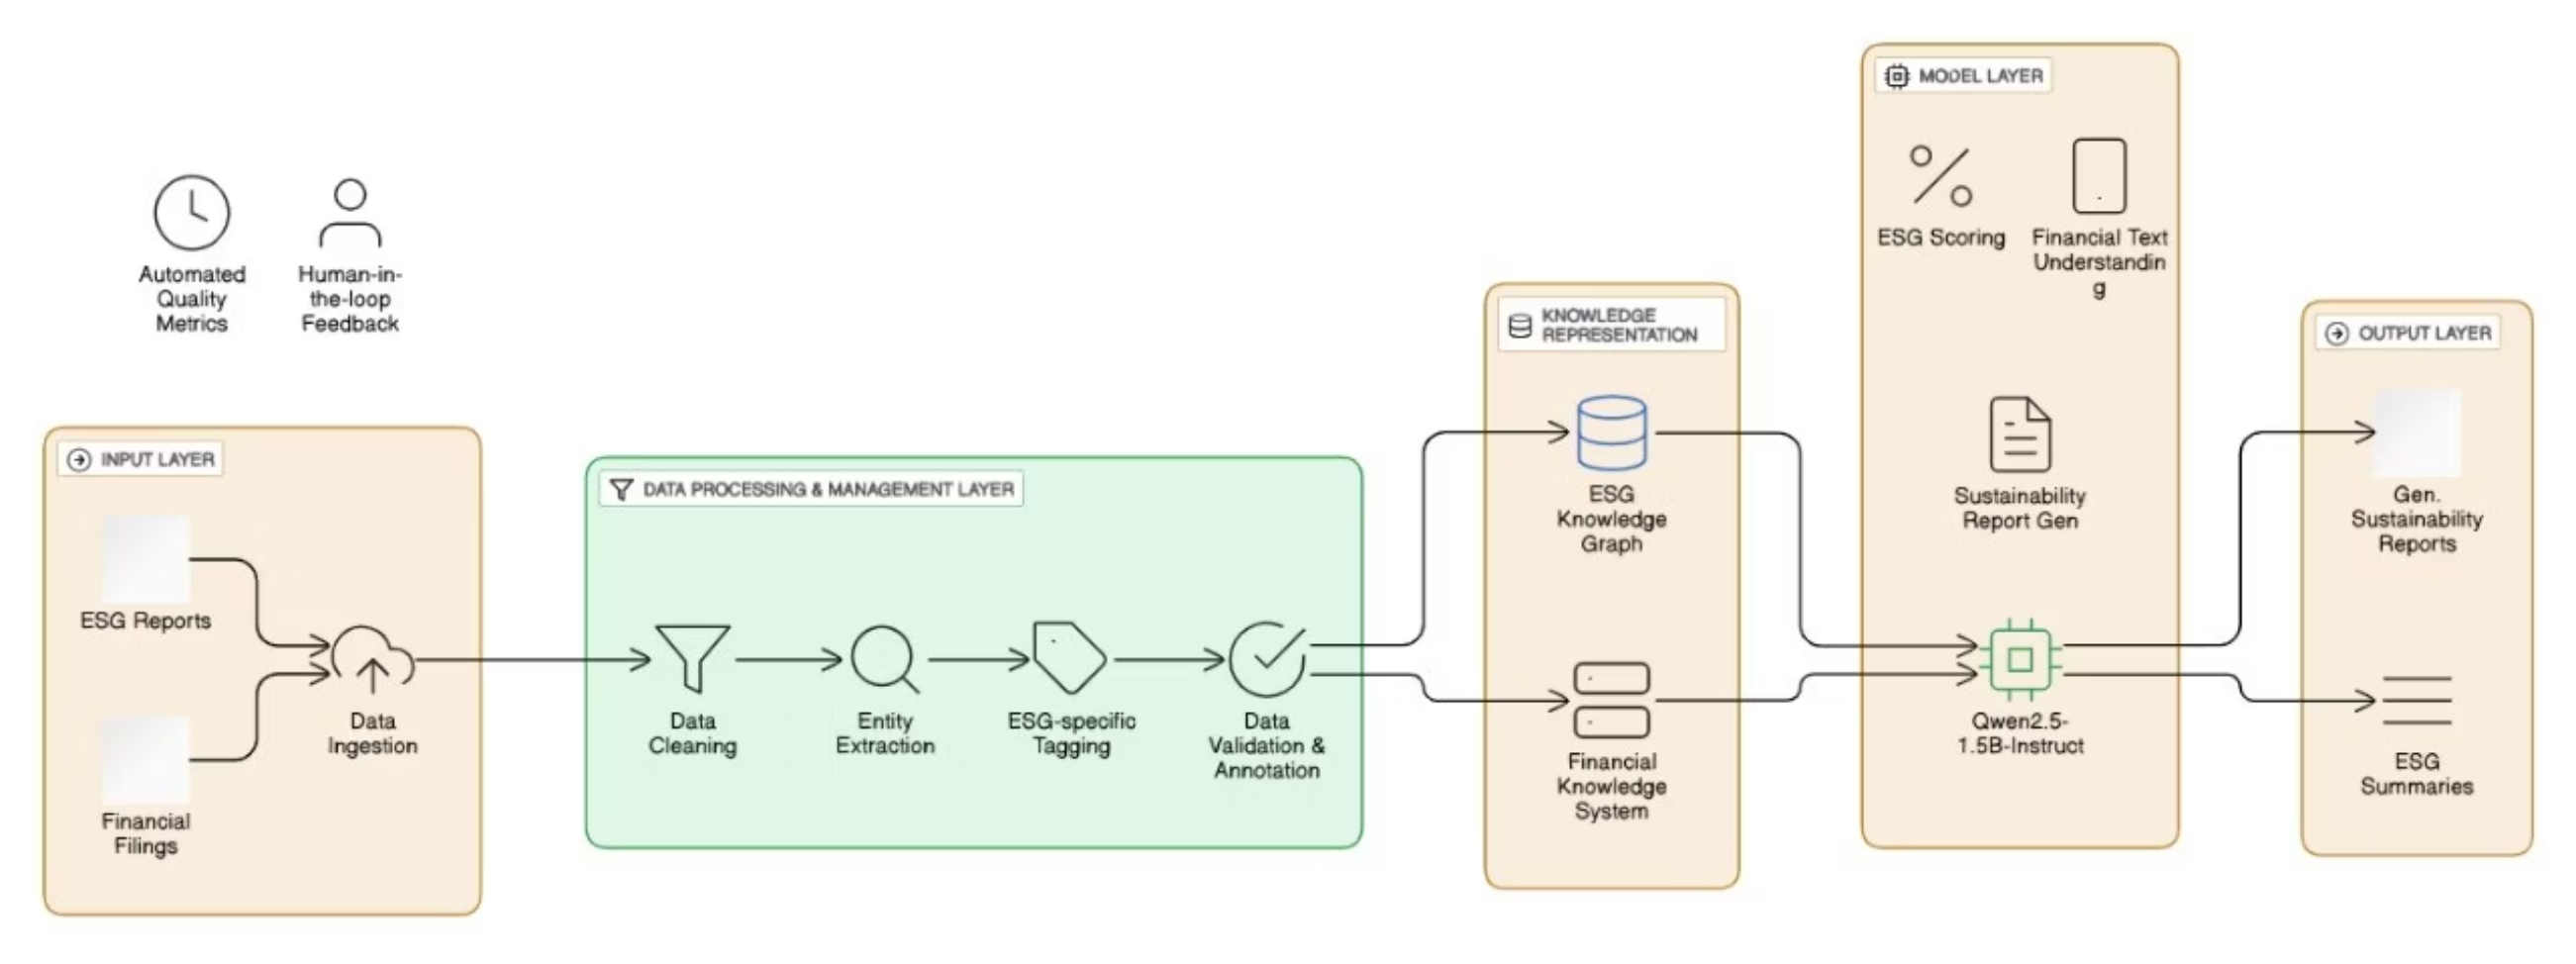 Automated
Quality
Metrics
Human-in-
the-loop
Feedback
INPUT LAYER
ESG Reports
Financial
Filings
Data
Ingestion
DATA PROCESSING & MANAGEMENT LAYER
Data
Cleaning
Entity
Extraction
ESG-specific
Tagging
Data
Validation &
Annotation
KNOWLEDGE
REPRESENTATION
ESG
Knowledge
Graph
Financial
Knowledge
System
MODEL LAYER
ESG Scoring
Financial Text
Understandin
g
Sustainability
Report Gen
Qwen2.5-
1.5B-Instruct
OUTPUT LAYER
Gen.
Sustainability
Reports
ESG
Summaries